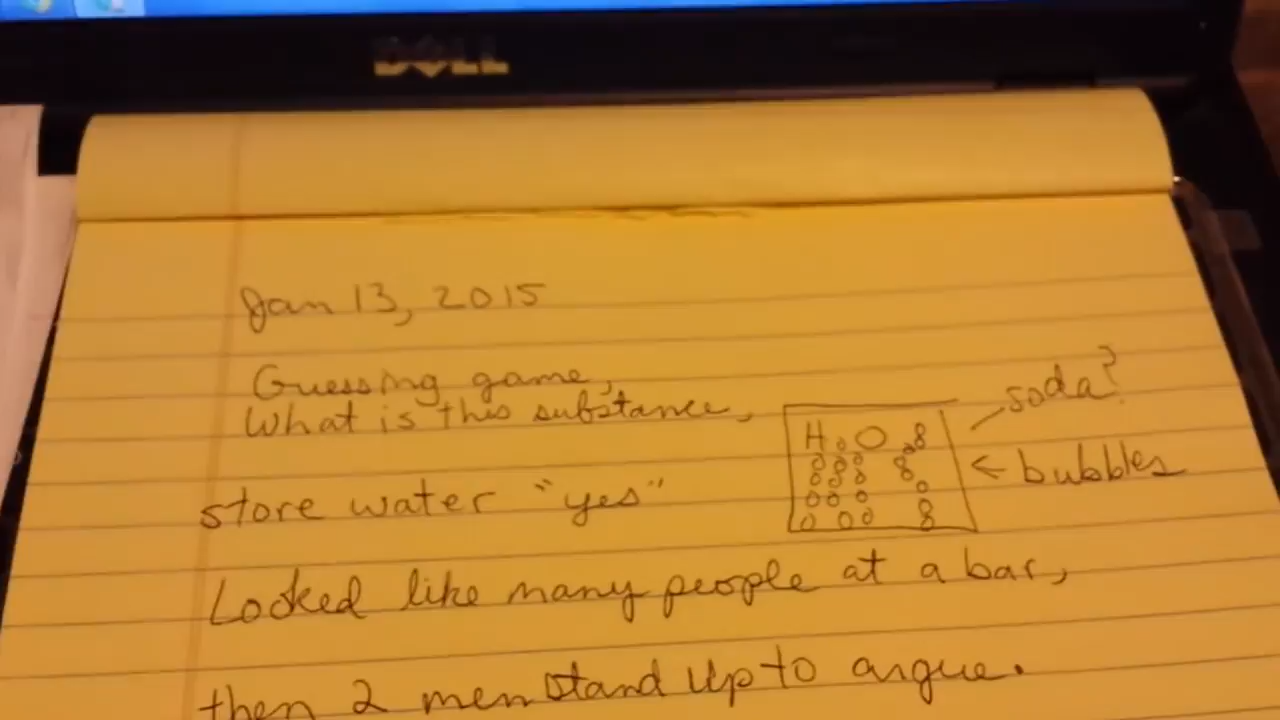 DELL
Jan 13, 2015
Guessing game,
What is this substance,
soda?
H2O
bubbles
store water "yes"
Looked like many people at a bar,
then 2 men stand up to argue.